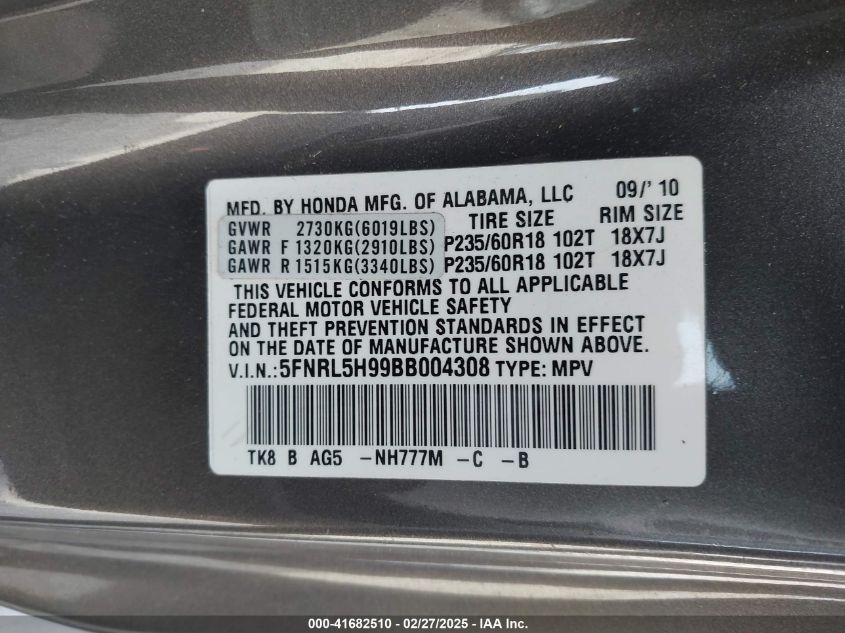 MFD. BY HONDA MFG. OF ALABAMA, LLC 09/' 10
GVWR 2730KG(6019LBS) TIRE SIZE RIM SIZE
GAWR F 1320KG(2910LBS) P235/60R18 102T 18X7J
GAWR R 1515KG(3340LBS) P235/60R18 102T 18X7J
THIS VEHICLE CONFORMS TO ALL APPLICABLE
FEDERAL MOTOR VEHICLE SAFETY
AND THEFT PREVENTION STANDARDS IN EFFECT
ON THE DATE OF MANUFACTURE SHOWN ABOVE.
V.I.N.: 5FNRL5H99BB004308 TYPE: MPV
TK8 B AG5 -NH777M -C -B
000-41682510 - 02/27/2025 - IAA Inc.